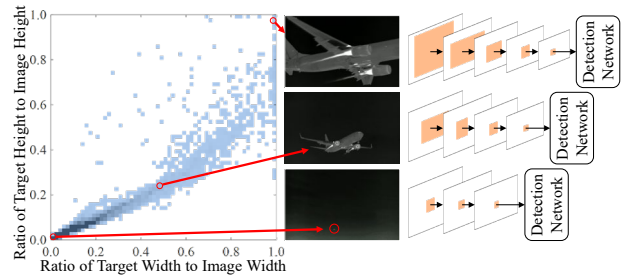 Ratio of Target Height to Image Height
1.0
0.8
0.6
0.4
0.2
0.0
0.0
0.2
0.4
0.6
0.8
1.0
Ratio of Target Width to Image Width
Detection
Network
Detection
Network
Detection
Network